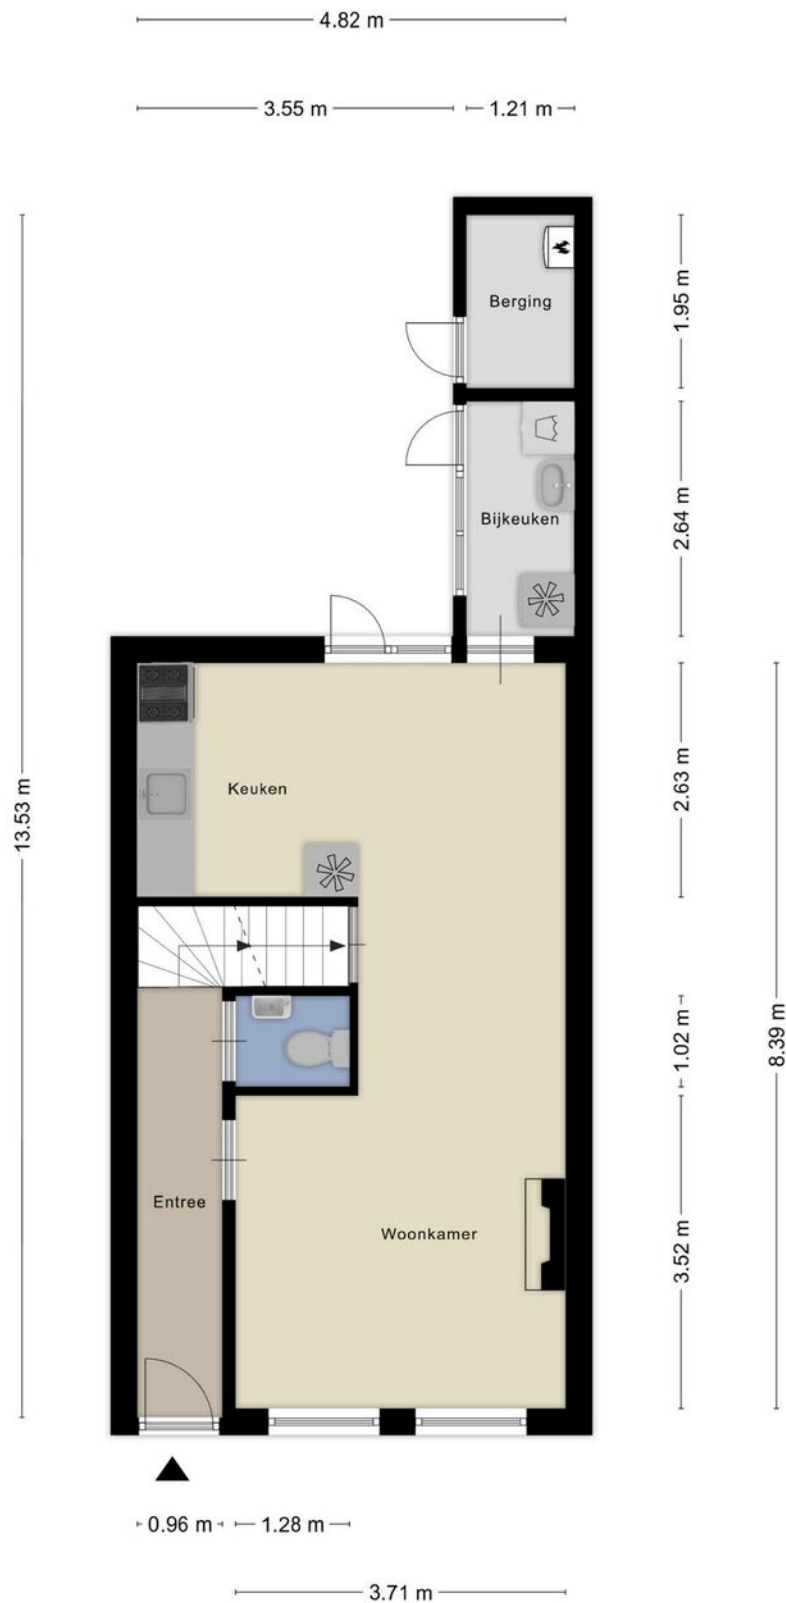 4.82 m
3.55 m
1.21 m
Berging
1.95 m
Bijkeuken
2.64 m
Keuken
2.63 m
13.53 m
1.02 m
8.39 m
Entree
Woonkamer
3.52 m
0.96 m
1.28 m
3.71 m